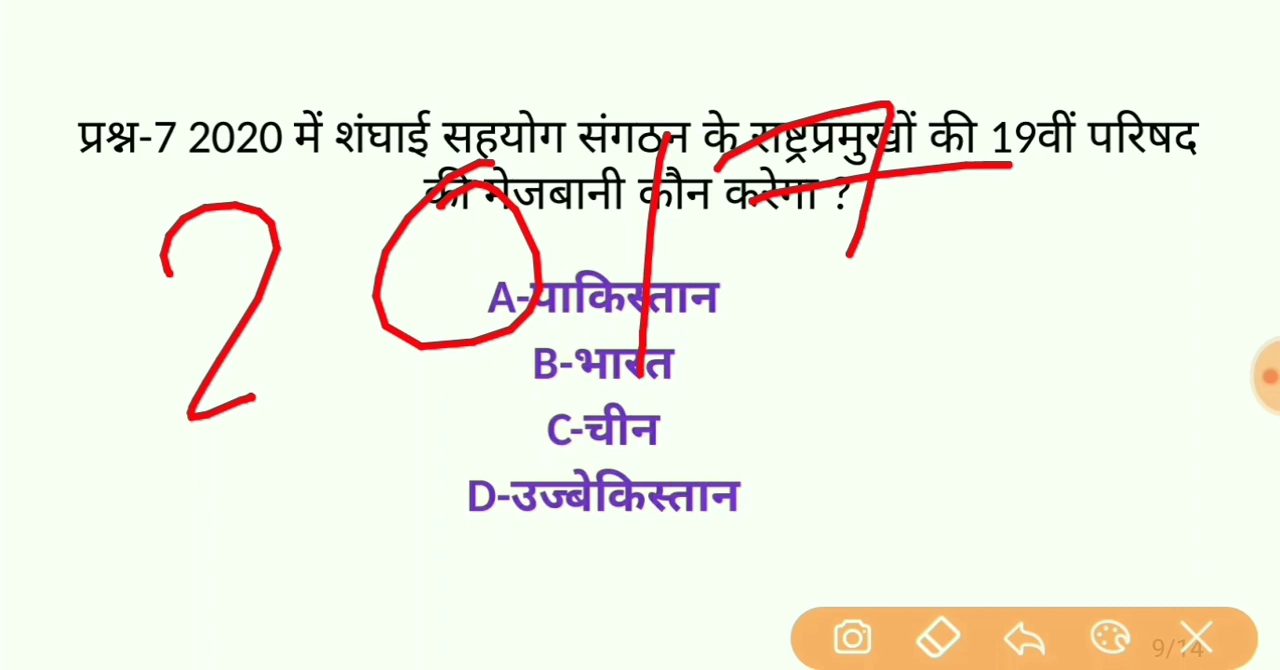 प्रश्न-7 2020 में शंघाई सहयोग संगठन के राष्ट्रप्रमुखों की 19वीं परिषद
की मेजबानी कौन करेगा ?
A-पाकिस्तान
B-भारत
C-चीन
D-उज्बेकिस्तान
2017
9/14